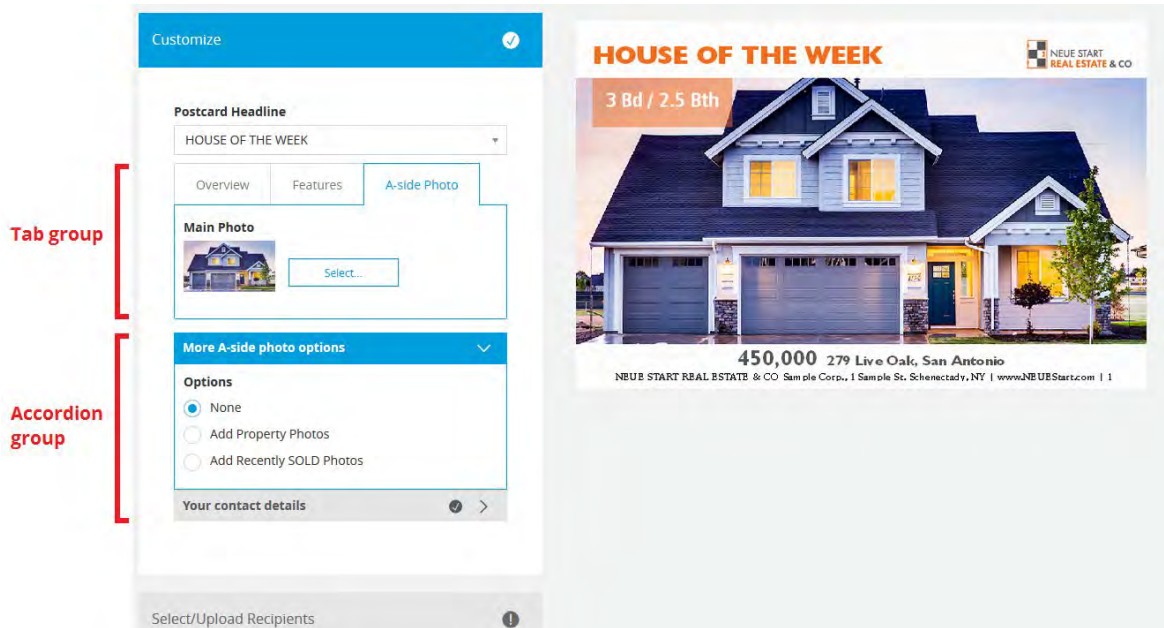 Customize
Postcard Headline
HOUSE OF THE WEEK
Overview
Features
A-side Photo
Tab group
Main Photo
Select...
More A-side photo options
Options
None
Add Property Photos
Add Recently SOLD Photos
Accordion
group
Your contact details
Select/Upload Recipients
HOUSE OF THE WEEK
NEUE START
REAL ESTATE & CO
3 Bd / 2.5 Bth
450,000 279 Live Oak, San Antonio
NEUE START REAL ESTATE & CO Sample Corp., 1 Sample St. Schenectady, NY | www.NEUEStart.com | 1